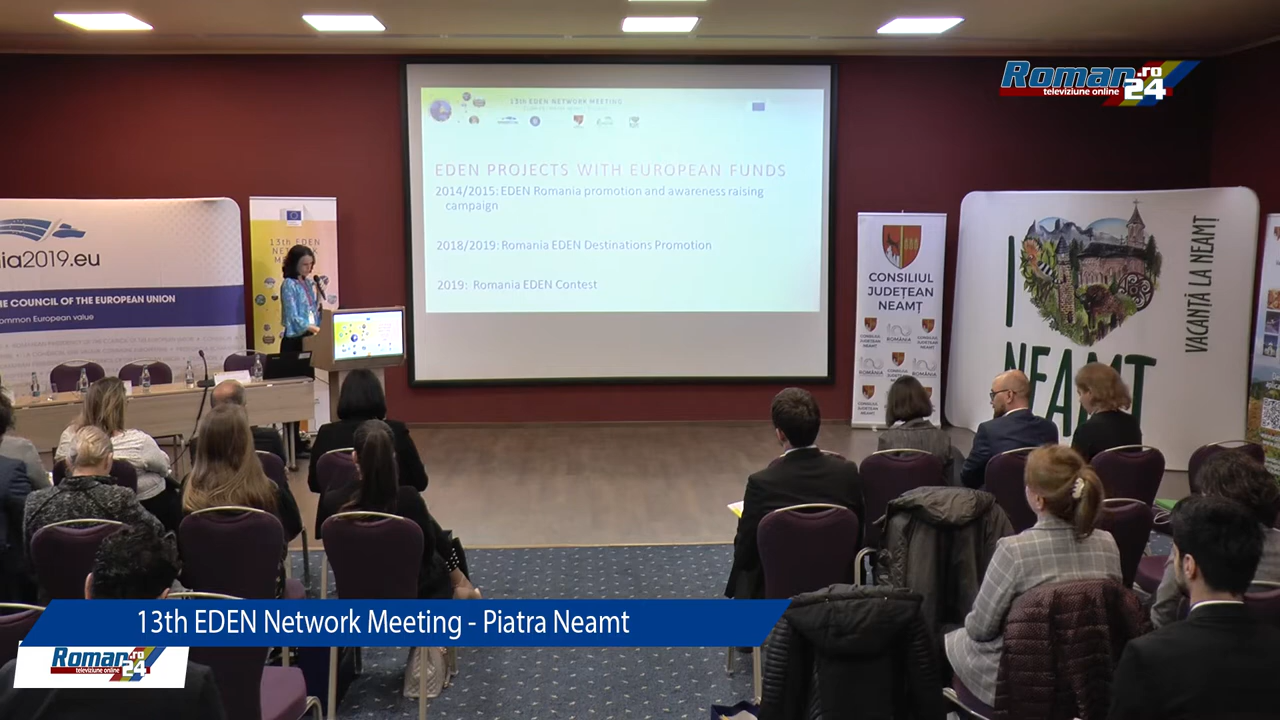 Roman.ro
televiziune online 24
13th EDEN NETWORK MEETING
EDEN PROJECTS WITH EUROPEAN FUNDS
2014/2015: EDEN Romania promotion and awareness raising
campaign
2018/2019: Romania EDEN Destinations Promotion
2019: Romania EDEN Contest
ia2019.eu
E COUNCIL OF THE EUROPEAN UNION
ommon European value
13th EDEN
NETWORK
CONSILIUL
JUDEȚEAN
NEAMȚ
I
NEAMȚ
VACANȚĂ LA NEAMȚ
13th EDEN Network Meeting - Piatra Neamt
Roman.ro
televiziune online 24